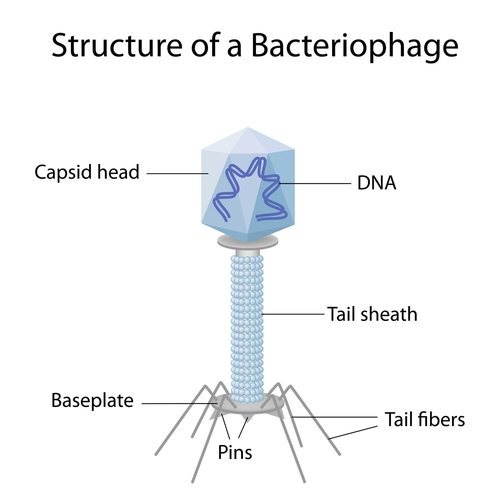 Structure of a Bacteriophage
Capsid head
DNA
Tail sheath
Baseplate
Tail fibers
Pins